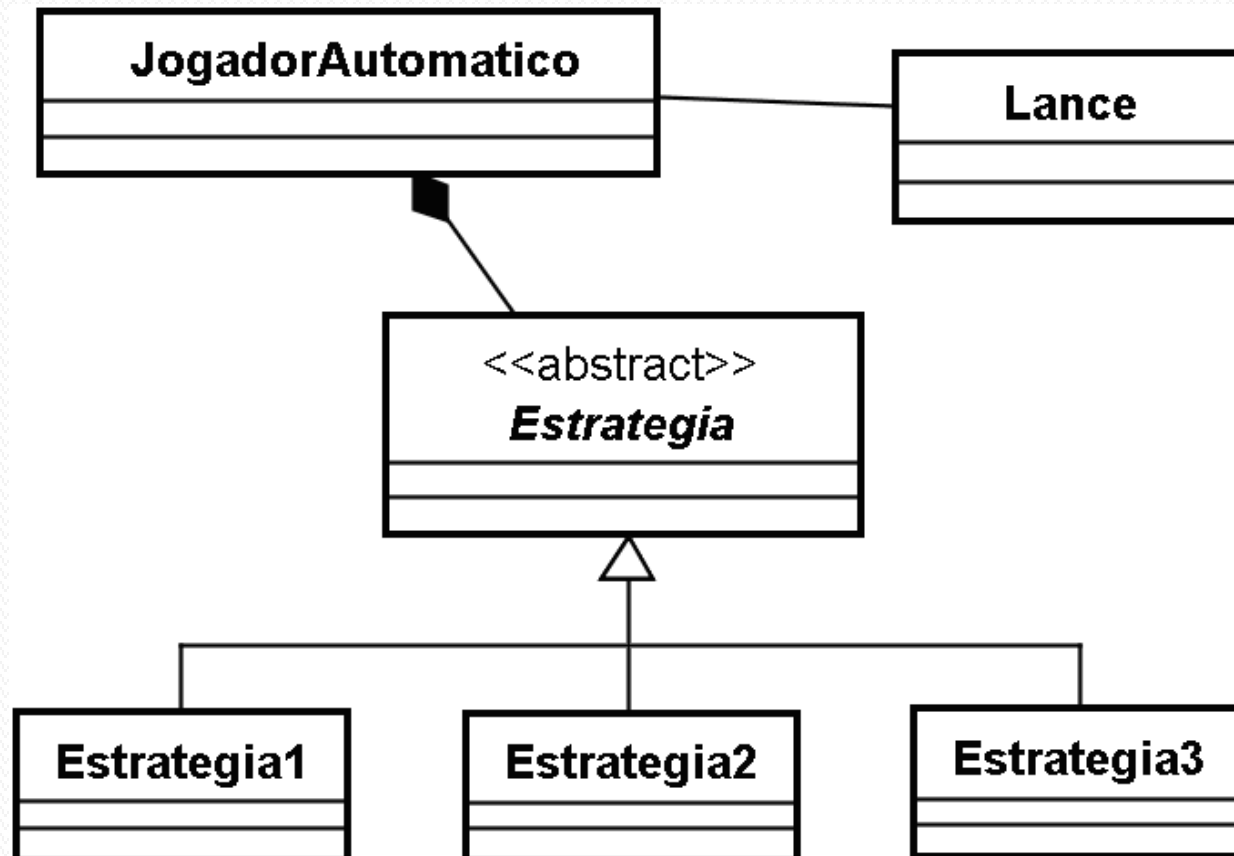 JogadorAutomatico
Lance
<<abstract>>
Estrategia
Estrategia1
Estrategia2
Estrategia3